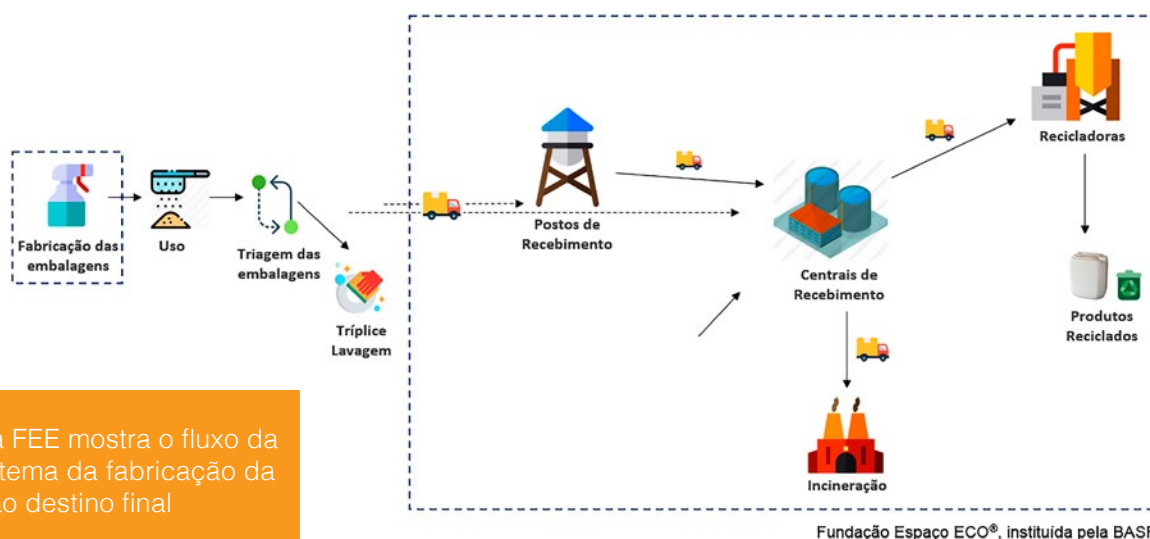 Fabricação das
embalagens
Uso
Triagem das
embalagens
Tríplice
Lavagem
Postos de
Recebimento
Centrais de
Recebimento
Recicladoras
Produtos
Reciclados
Incineração
FEE mostra o fluxo da
da fabricação da
destino final
Fundação Espaço ECO®, instituída pela BASF